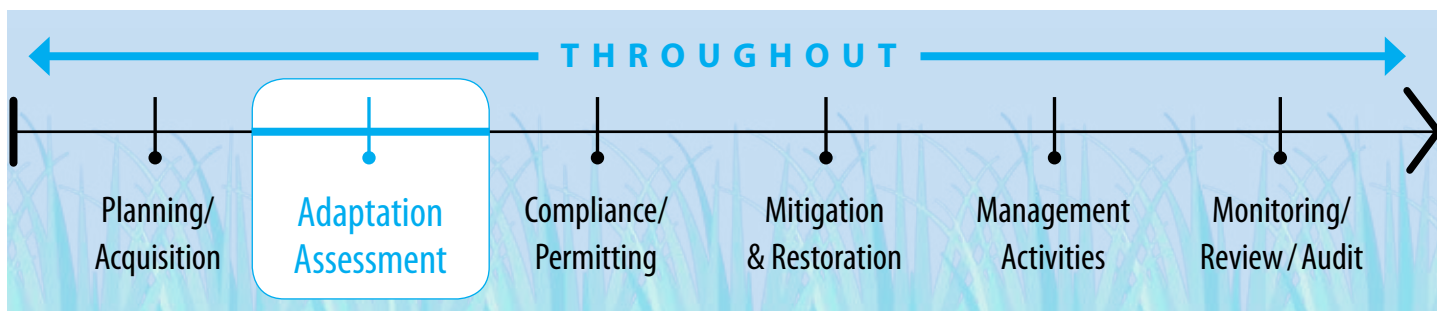 THROUGHOUT
Planning/
Acquisition
Adaptation
Assessment
Compliance/
Permitting
Mitigation
& Restoration
Management
Activities
Monitoring/
Review / Audit